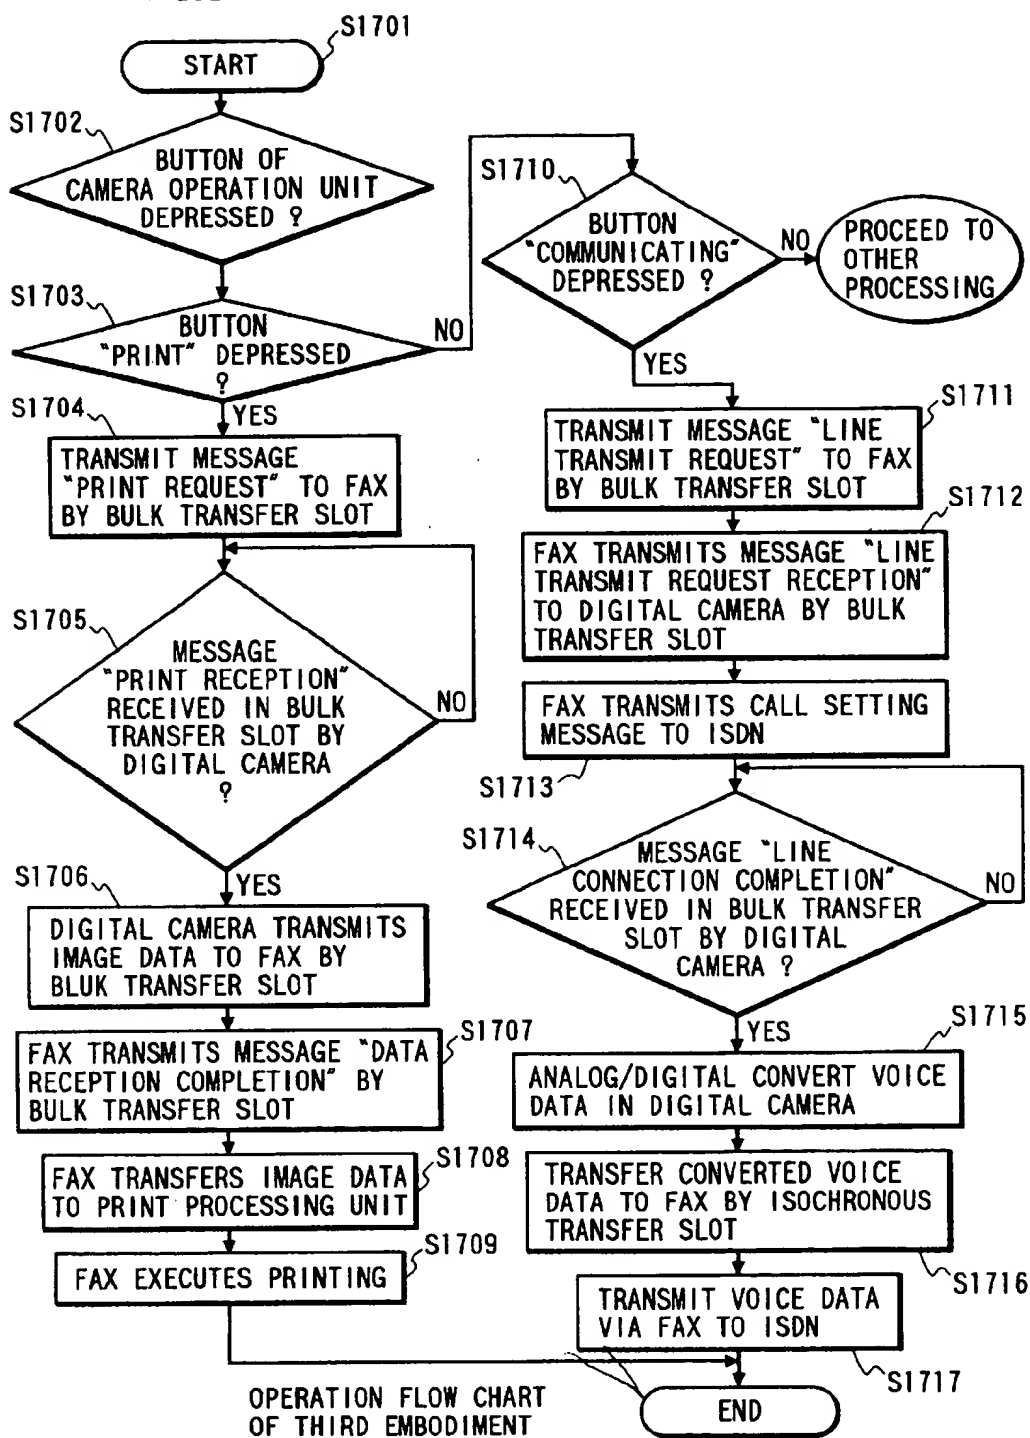 S1701
START
S1702
BUTTON OF
CAMERA OPERATION UNIT
DEPRESSED ?
S1703
BUTTON
"PRINT" DEPRESSED
?
NO
YES
S1704
TRANSMIT MESSAGE
"PRINT REQUEST" TO FAX
BY BULK TRANSFER SLOT
S1705
MESSAGE
"PRINT RECEPTION"
RECEIVED IN BULK
TRANSFER SLOT BY
DIGITAL CAMERA
?
NO
YES
S1706
DIGITAL CAMERA TRANSMITS
IMAGE DATA TO FAX BY
BLUK TRANSFER SLOT
S1707
FAX TRANSMITS MESSAGE "DATA
RECEPTION COMPLETION" BY
BULK TRANSFER SLOT
S1708
FAX TRANSFERS IMAGE DATA
TO PRINT PROCESSING UNIT
S1709
FAX EXECUTES PRINTING
S1710
BUTTON
"COMMUNICATING"
DEPRESSED ?
NO
PROCEED TO
OTHER
PROCESSING
YES
S1711
TRANSMIT MESSAGE "LINE
TRANSMIT REQUEST" TO FAX
BY BULK TRANSFER SLOT
S1712
FAX TRANSMITS MESSAGE "LINE
TRANSMIT REQUEST RECEPTION"
TO DIGITAL CAMERA BY BULK
TRANSFER SLOT
FAX TRANSMITS CALL SETTING
MESSAGE TO ISDN
S1713
S1714
MESSAGE "LINE
CONNECTION COMPLETION"
RECEIVED IN BULK TRANSFER
SLOT BY DIGITAL
CAMERA ?
NO
YES
S1715
ANALOG/DIGITAL CONVERT VOICE
DATA IN DIGITAL CAMERA
TRANSFER CONVERTED VOICE
DATA TO FAX BY ISOCHRONOUS
TRANSFER SLOT
S1716
TRANSMIT VOICE DATA
VIA FAX TO ISDN
S1717
END
OPERATION FLOW CHART
OF THIRD EMBODIMENT